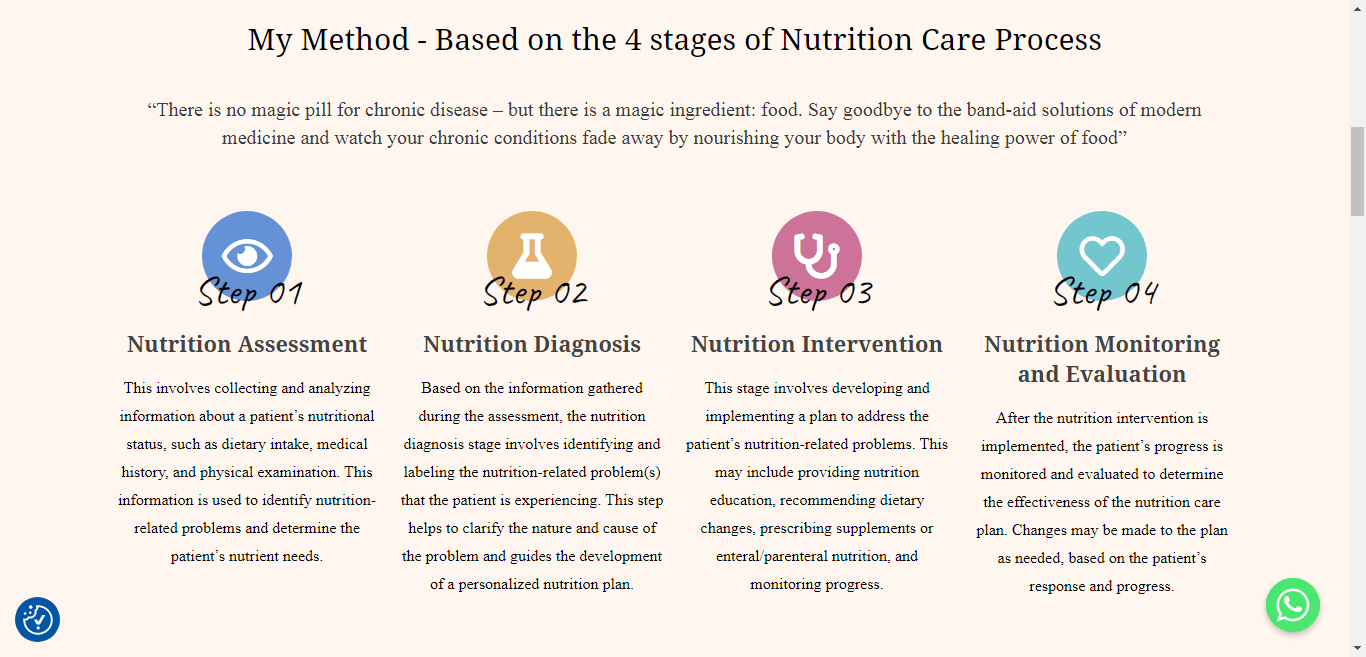 My Method - Based on the 4 stages of Nutrition Care Process
“There is no magic pill for chronic disease – but there is a magic ingredient: food. Say goodbye to the band-aid solutions of modern
medicine and watch your chronic conditions fade away by nourishing your body with the healing power of food”
Step 01
Nutrition Assessment
This involves collecting and analyzing
information about a patient’s nutritional
status, such as dietary intake, medical
history, and physical examination. This
information is used to identify nutrition-
related problems and determine the
patient’s nutrient needs.
Step 02
Nutrition Diagnosis
Based on the information gathered
during the assessment, the nutrition
diagnosis stage involves identifying and
labeling the nutrition-related problem(s)
that the patient is experiencing. This step
helps to clarify the nature and cause of
the problem and guides the development
of a personalized nutrition plan.
Step 03
Nutrition Intervention
This stage involves developing and
implementing a plan to address the
patient’s nutrition-related problems. This
may include providing nutrition
education, recommending dietary
changes, prescribing supplements or
enteral/parenteral nutrition, and
monitoring progress.
Step 04
Nutrition Monitoring
and Evaluation
After the nutrition intervention is
implemented, the patient’s progress is
monitored and evaluated to determine
the effectiveness of the nutrition care
plan. Changes may be made to the plan
as needed, based on the patient’s
response and progress.